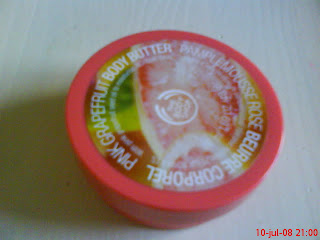 PINK GRAPEFRUIT BODY BUTTER
PAMPLEMOUSSE ROSE BEURRE CORPOREL
10-jul-08 21:00